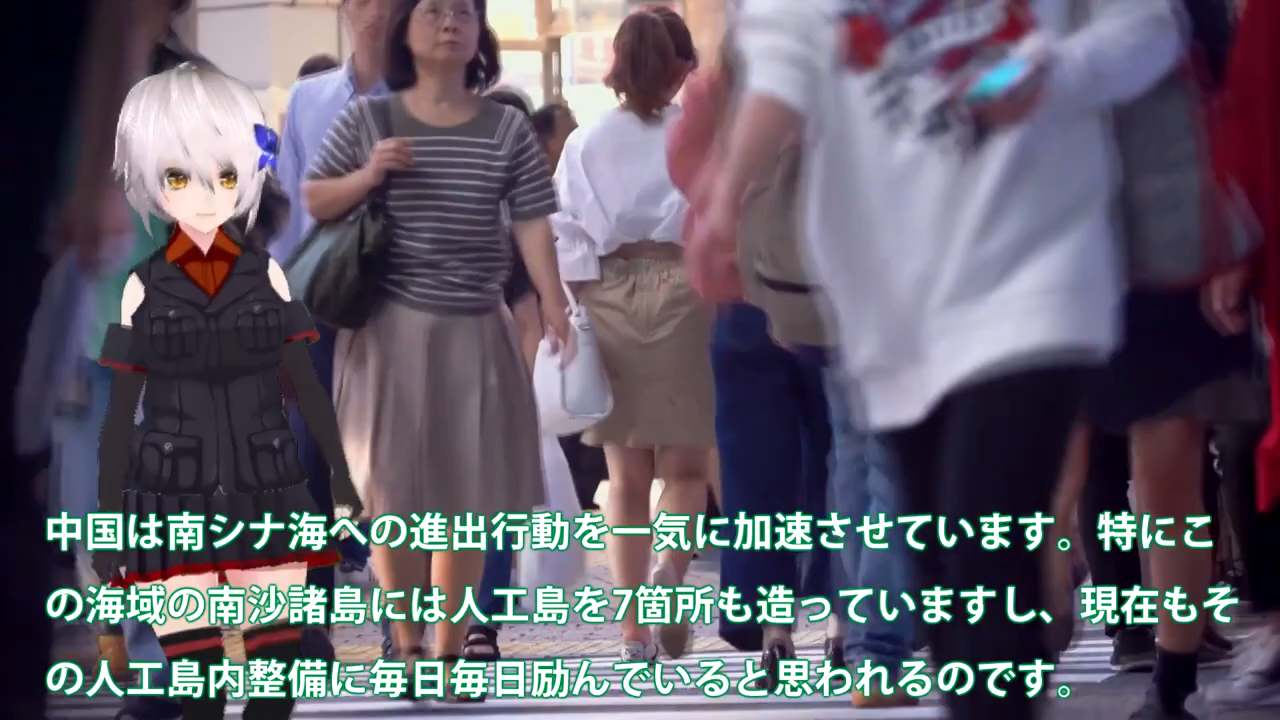 中国は南シナ海への進出行動を一気に加速させています。特にこ
の海域の南沙諸島には人工島を7箇所も造っていますし、現在もそ
の人工島内整備に毎日毎日励んでいると思われるのです。